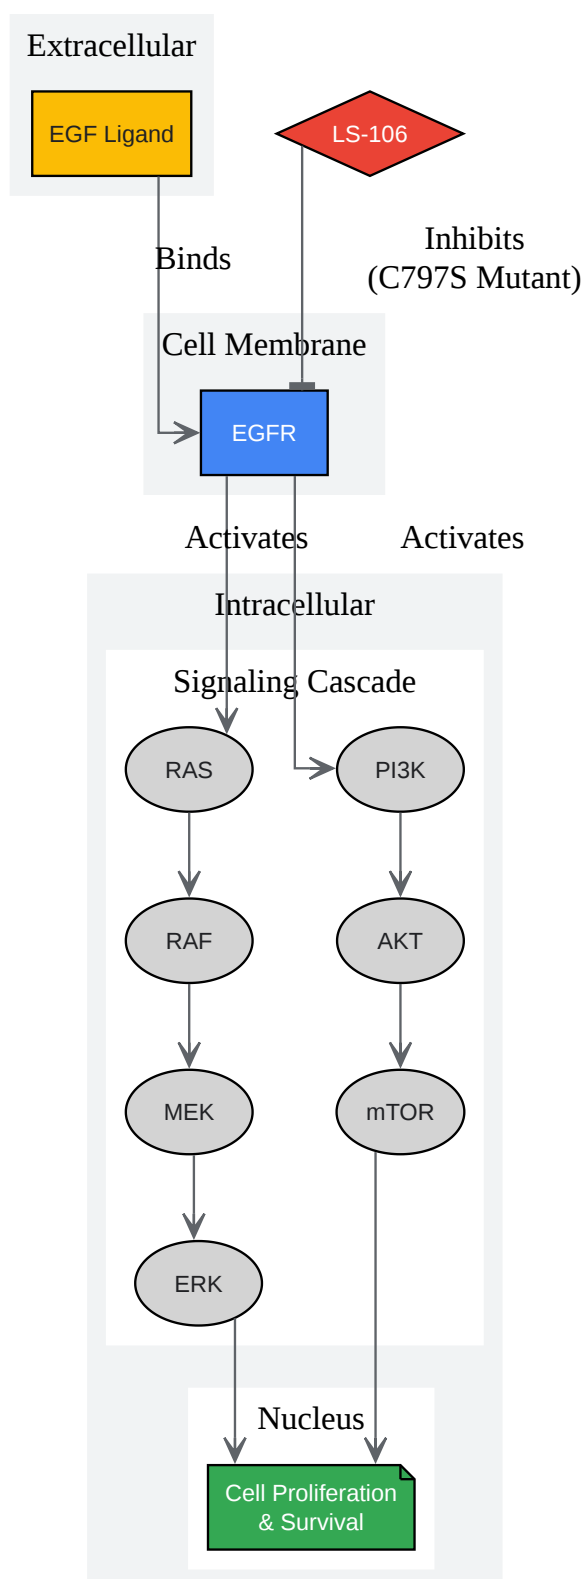 Extracellular
EGF Ligand
LS-106
Binds
Inhibits
(C797S Mutant)
Cell Membrane
EGFR
Activates
Activates
Intracellular
Signaling Cascade
RAS
PI3K
RAF
AKT
MEK
mTOR
ERK
Nucleus
Cell Proliferation
& Survival